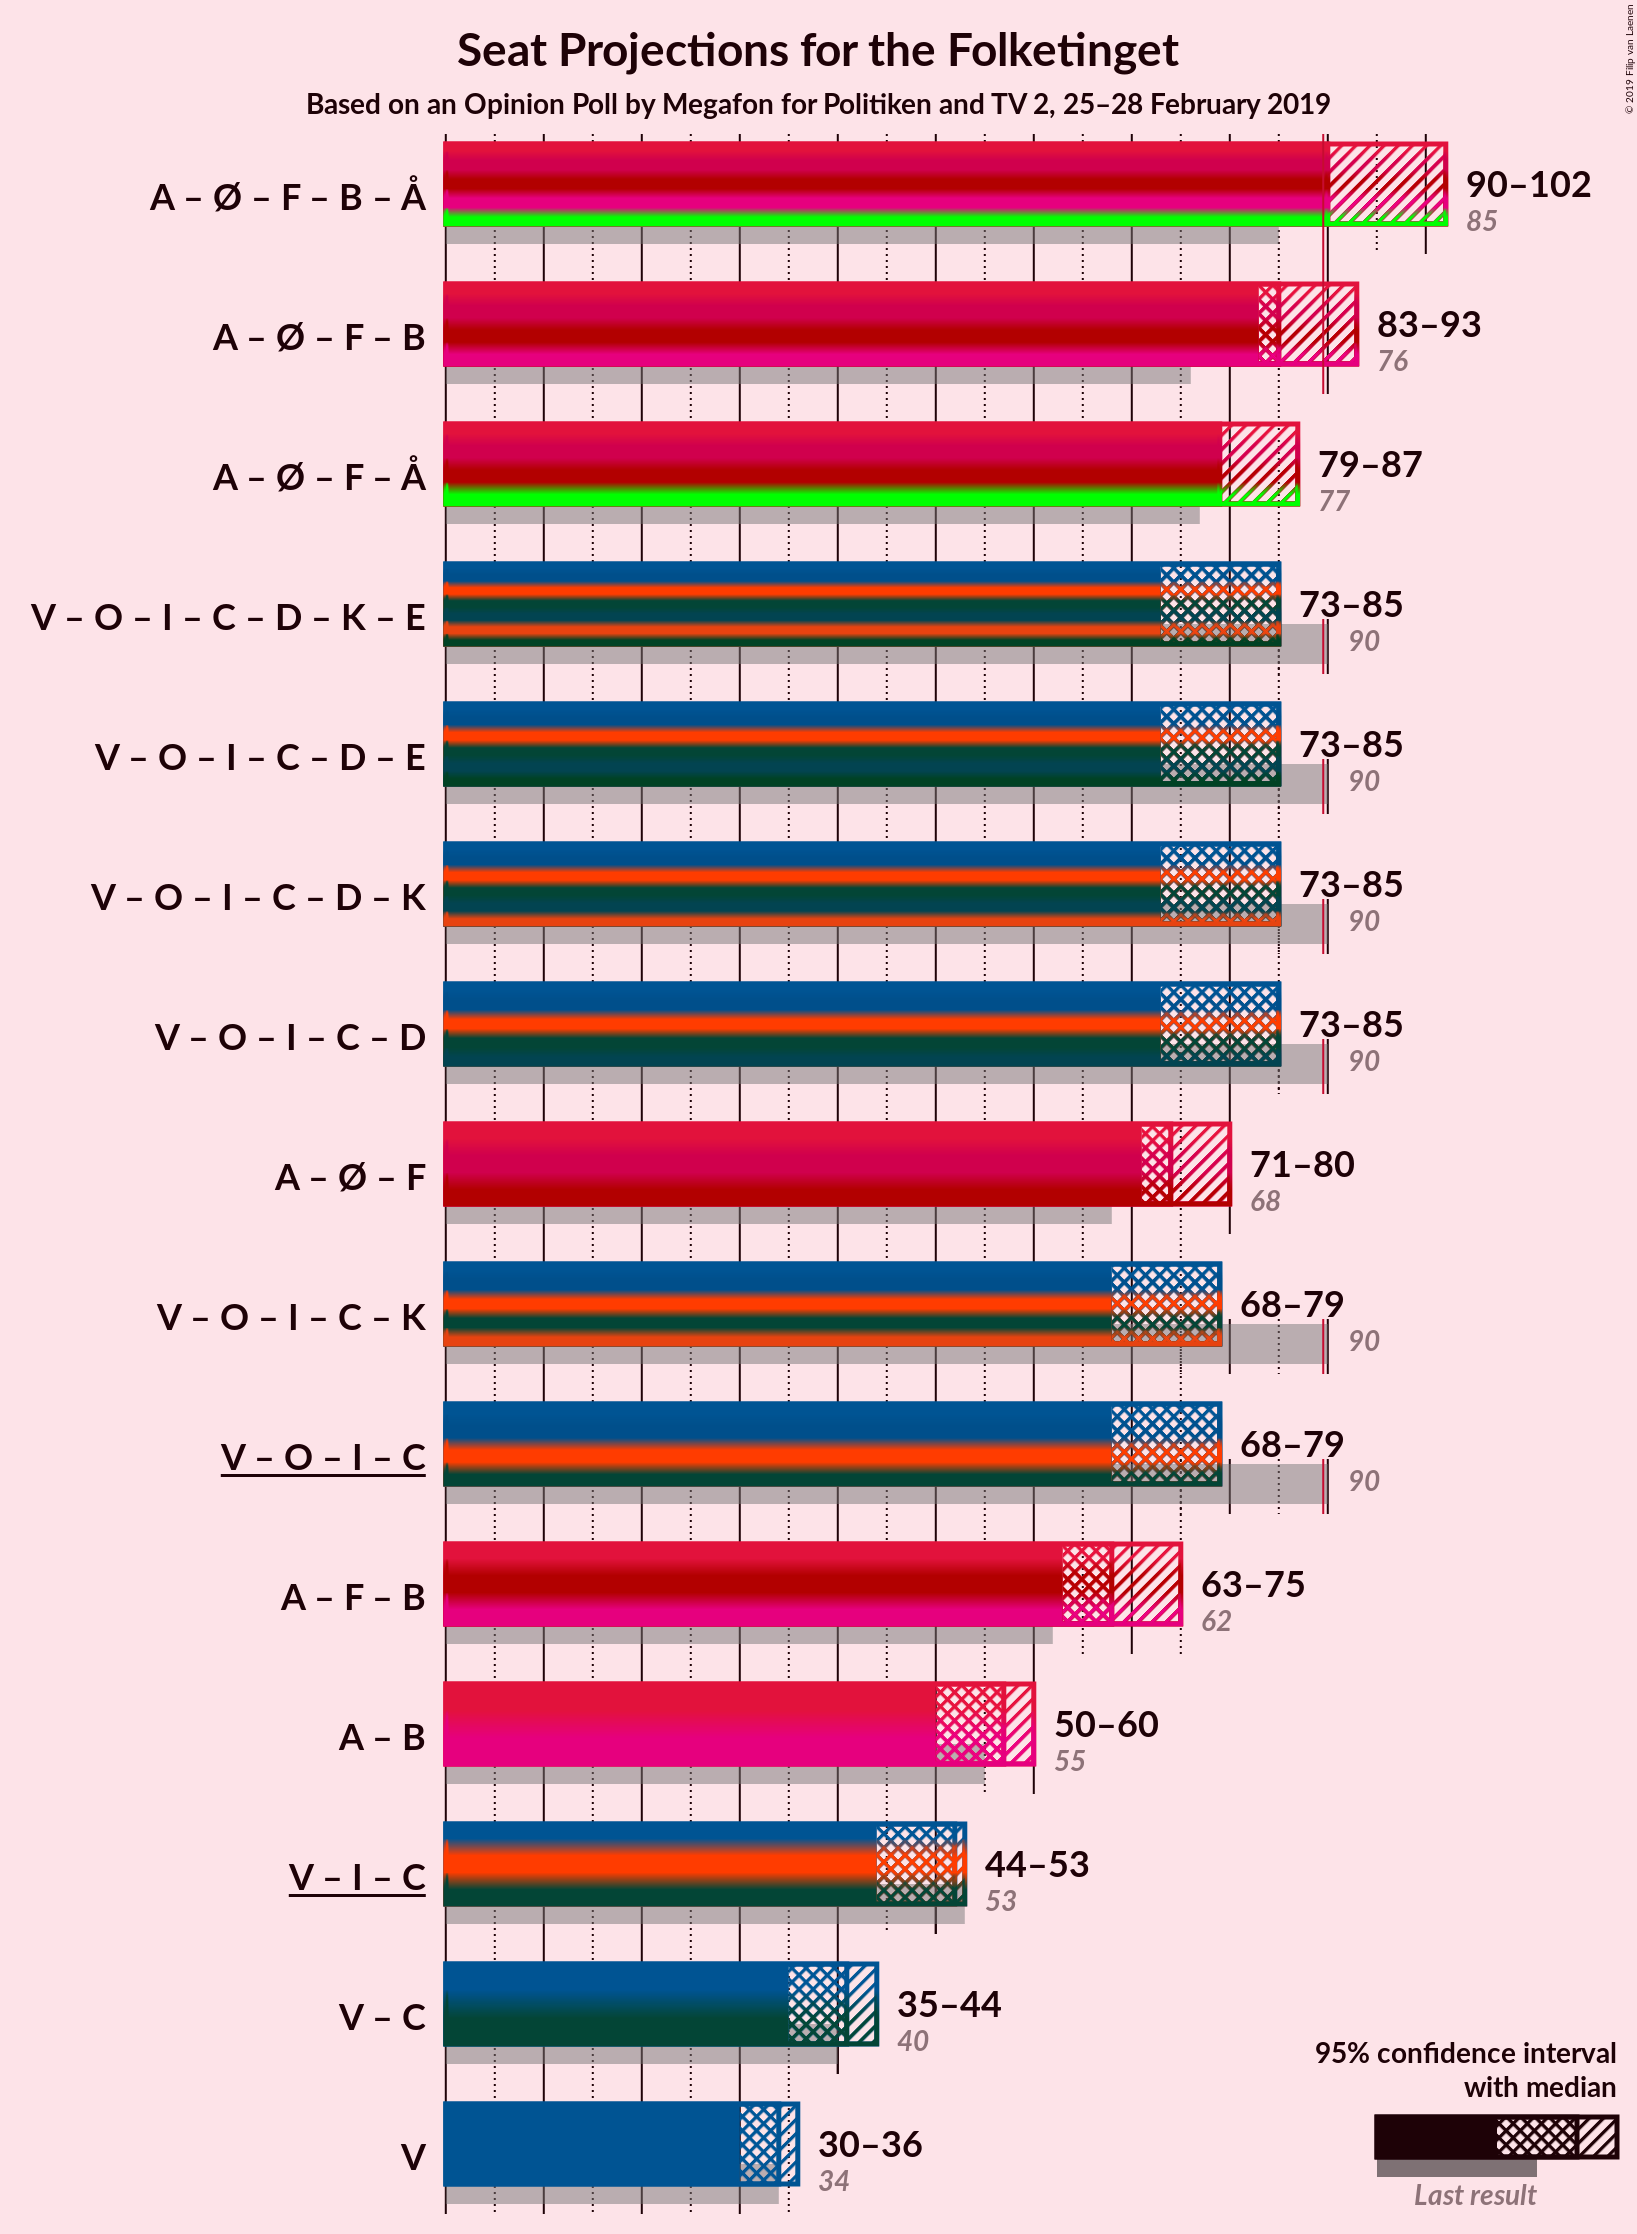 © 2019 Filip van Laenen
Seat Projections for the Folketinget
Based on an Opinion Poll by Megafon for Politiken and TV 2, 25–28 February 2019
A – Ø – F – B – Å
90–102
85
A – Ø – F – B
83–93
76
A – Ø – F – Å
79–87
77
V – O – I – C – D – K – E
73–85
90
V – O – I – C – D – E
73–85
90
V – O – I – C – D – K
73–85
90
V – O – I – C – D
73–85
90
A – Ø – F
71–80
68
V – O – I – C – K
68–79
90
V – O – I – C
68–79
90
A – F – B
63–75
62
A – B
50–60
55
V – I – C
44–53
53
V – C
35–44
40
V
30–36
34
95% confidence interval
with median
Last result